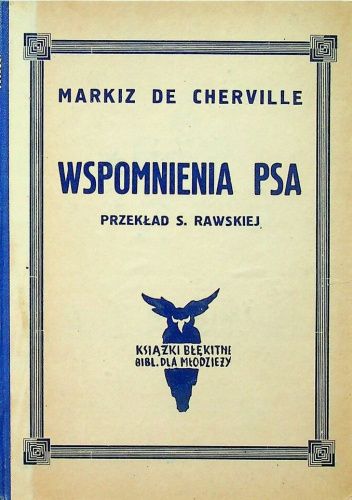 MARKIZ DE CHERVILLE
WSPOMNIENIA PSA
PRZEKŁAD S. RAWSKIEJ
KSIĄŻKI BŁĘKITNE
BIBL. DLA MŁODZIEŻY